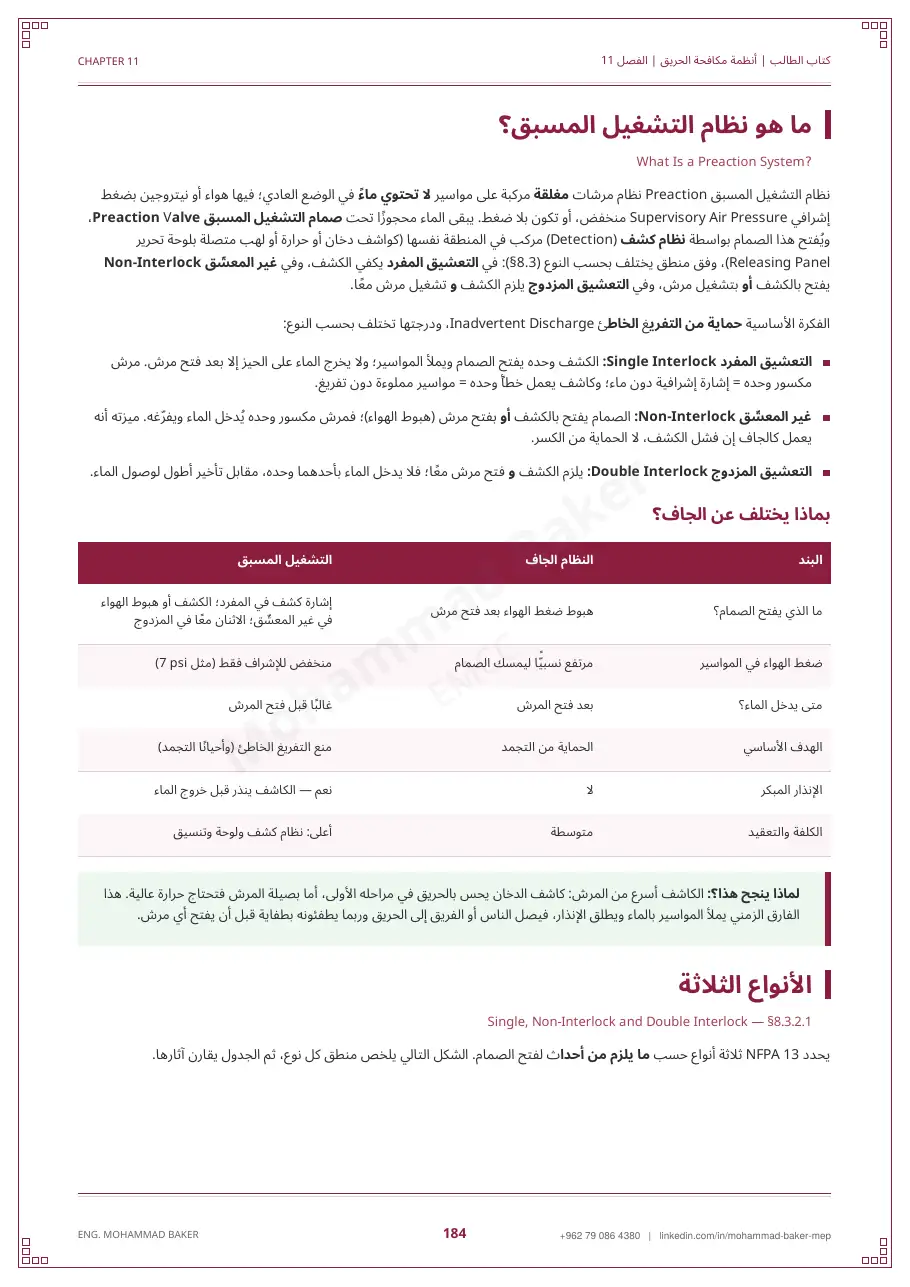 كتاب الطالب | أنظمة مكافحة الحريق | الفصل 11
CHAPTER 11
ما هو نظام التشغيل المسبق؟
What Is a Preaction System?
نظام التشغيل المسبق Preaction نظام مرشات مغلقة مركبة على مواسير لا تحتوي ماءً في الوضع العادي؛ فيها هواء أو نيتروجين بضغط
إشرافي Supervisory Air Pressure منخفض، أو تكون بلا ضغط. يبقى الماء محجوزًا تحت صمام التشغيل المسبق Preaction Valve،
ويُفتح هذا الصمام بواسطة نظام كشف (Detection) مركب في المنطقة نفسها (كواشف دخان أو حرارة أو لهب متصلة بلوحة تحرير
Releasing Panel)، وفق منطق يختلف بحسب النوع (§8.3): في التعشيق المفرد يكفي الكشف، وفي غير المعشّق Non-Interlock
يفتح بالكشف أو بتشغيل مرش، وفي التعشيق المزدوج يلزم الكشف و تشغيل مرش معًا.
الفكرة الأساسية حماية من التفريغ الخاطئ Inadvertent Discharge، ودرجتها تختلف بحسب النوع:
التعشيق المفرد Single Interlock: الكشف وحده يفتح الصمام ويملأ المواسير؛ ولا يخرج الماء على الحيز إلا بعد فتح مرش. مرش
مكسور وحده = إشارة إشرافية دون ماء؛ وكاشف يعمل خطأً وحده = مواسير مملوءة دون تفريغ.
غير المعشّق Non-Interlock: الصمام يفتح بالكشف أو بفتح مرش (هبوط الهواء)؛ فمرش مكسور وحده يُدخل الماء ويفرّغه. ميزته أنه
يعمل كالجاف إن فشل الكشف، لا الحماية من الكسر.
التعشيق المزدوج Double Interlock: يلزم الكشف و فتح مرش معًا؛ فلا يدخل الماء بأحدهما وحده، مقابل تأخير أطول لوصول الماء.
بماذا يختلف عن الجاف؟
البند النظام الجاف التشغيل المسبق
ما الذي يفتح الصمام؟ هبوط ضغط الهواء بعد فتح مرش إشارة كشف في المفرد؛ الكشف أو هبوط الهواء
في غير المعشّق؛ الاثنان معًا في المزدوج
ضغط الهواء في المواسير مرتفع نسبيًّا ليمسك الصمام منخفض للإشراف فقط (مثل 7 psi)
متى يدخل الماء؟ بعد فتح المرش غالبًا قبل فتح المرش
الهدف الأساسي الحماية من التجمد منع التفريغ الخاطئ (وأحيانًا التجمد)
الإنذار المبكر لا نعم — الكاشف ينذر قبل خروج الماء
الكلفة والتعقيد متوسطة أعلى: نظام كشف ولوحة وتنسيق
لماذا ينجح هذا؟: الكاشف أسرع من المرش: كاشف الدخان يحس بالحريق في مراحله الأولى، أما بصيلة المرش فتحتاج حرارة عالية. هذا
الفارق الزمني يملأ المواسير بالماء ويطلق الإنذار، فيصل الناس أو الفريق إلى الحريق وربما يطفئونه بطفاية قبل أن يفتح أي مرش.
الأنواع الثلاثة
Single, Non-Interlock and Double Interlock — §8.3.2.1
يحدد NFPA 13 ثلاثة أنواع حسب ما يلزم من أحداث لفتح الصمام. الشكل التالي يلخص منطق كل نوع، ثم الجدول يقارن آثارها.
Mohammad Baker
EMCC
ENG. MOHAMMAD BAKER
184
+962 79 086 4380 | linkedin.com/in/mohammad-baker-mep